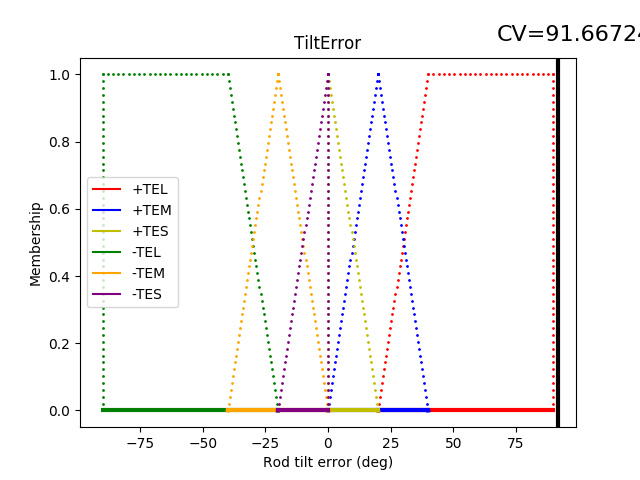 CV=91.66724
TiltError
1.0
0.8
0.6
0.4
0.2
0.0
Membership
+TEL
+TEM
+TES
-TEL
-TEM
-TES
−75
−50
−25
0
25
50
75
Rod tilt error (deg)